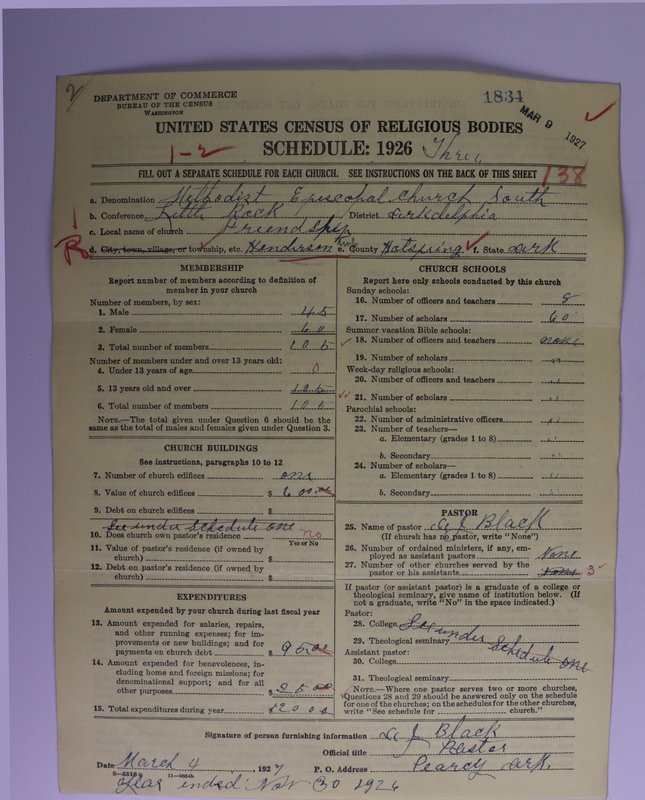 2
DEPARTMENT OF COMMERCE
BUREAU OF THE CENSUS
WASHINGTON
1834
MAR 9 1927
UNITED STATES CENSUS OF RELIGIOUS BODIES
1-2
SCHEDULE: 1926 Three
FILL OUT A SEPARATE SCHEDULE FOR EACH CHURCH. SEE INSTRUCTIONS ON THE BACK OF THIS SHEET
138
a. Denomination Methodist Episcopal Church South
b. Conference Little Rock District Arkdelphia
c. Local name of church Friendship
d. City, town, village, or township, etc. Henderson e. County Hotspring f. State Ark
MEMBERSHIP
Report number of members according to definition of
member in your church
Number of members, by sex:
1. Male 45
2. Female 60
3. Total number of members 105
Number of members under and over 13 years old:
4. Under 13 years of age 0
5. 13 years old and over 105
6. Total number of members 105
NOTE.—The total given under Question 6 should be the
same as the total of males and females given under Question 3.
CHURCH BUILDINGS
See instructions, paragraphs 10 to 12
7. Number of church edifices one
8. Value of church edifices $ 600.00
9. Debt on church edifices $
See under Schedule one
10. Does church own pastor's residence no
Yes or No
11. Value of pastor's residence (if owned by
church) $
12. Debt on pastor's residence (if owned by
church) $
EXPENDITURES
Amount expended by your church during last fiscal year
13. Amount expended for salaries, repairs,
and other running expenses; for im-
provements or new buildings; and for
payments on church debt $ 95.00
14. Amount expended for benevolences, in-
cluding home and foreign missions; for
denominational support; and for all
other purposes $ 25.00
15. Total expenditures during year $120.00
CHURCH SCHOOLS
Report here only schools conducted by this church
Sunday schools:
16. Number of officers and teachers 8
17. Number of scholars 60
Summer vacation Bible schools:
18. Number of officers and teachers none
19. Number of scholars "
Week-day religious schools:
20. Number of officers and teachers "
21. Number of scholars "
Parochial schools:
22. Number of administrative officers "
23. Number of teachers—
a. Elementary (grades 1 to 8) "
b. Secondary "
24. Number of scholars—
a. Elementary (grades 1 to 8) "
b. Secondary "
PASTOR
25. Name of pastor Black
(If church has no pastor, write "None")
26. Number of ordained ministers, if any, em-
ployed as assistant pastors None
27. Number of other churches served by the
pastor or his assistants None 3
If pastor (or assistant pastor) is a graduate of a college or
theological seminary, give name of institution below. (If
not a graduate, write "No" in the space indicated.)
Pastor:
28. College See under Schedule one
29. Theological seminary
Assistant pastor:
30. College
31. Theological seminary
NOTE.—Where one pastor serves two or more churches,
Questions 28 and 29 should be answered only on the schedule
for one of the churches; on the schedules for the other churches,
write "See schedule for church."
Signature of person furnishing information Black
Official title Pastor
Date March 4, 1927 P. O. Address Pearcy Ark.
Year ended Nov 30 1926